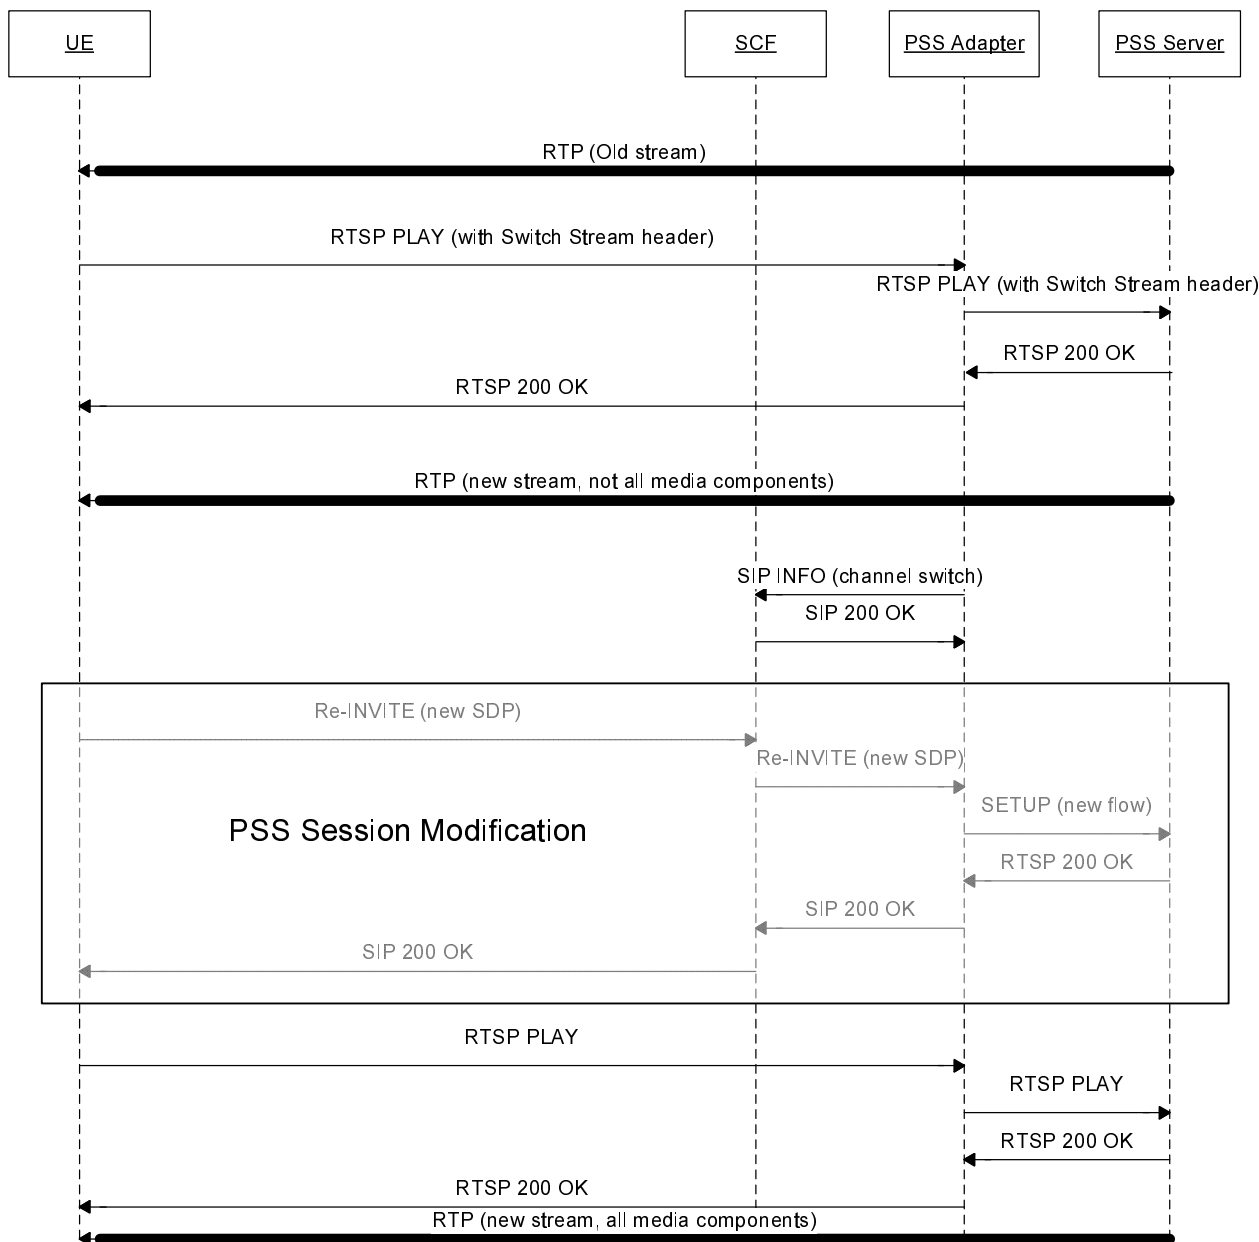 UE
SCF
PSS Adapter
PSS Server
RTP (Old stream)
RTSP PLAY (with Switch Stream header)
RTSP PLAY (with Switch Stream header)
RTSP 200 OK
RTSP 200 OK
RTP (new stream, not all media components)
SIP INFO (channel switch)
SIP 200 OK
Re-INVITE (new SDP)
Re-INVITE (new SDP)
SETUP (new flow)
PSS Session Modification
RTSP 200 OK
SIP 200 OK
SIP 200 OK
RTSP PLAY
RTSP PLAY
RTSP 200 OK
RTSP 200 OK
RTP (new stream, all media components)